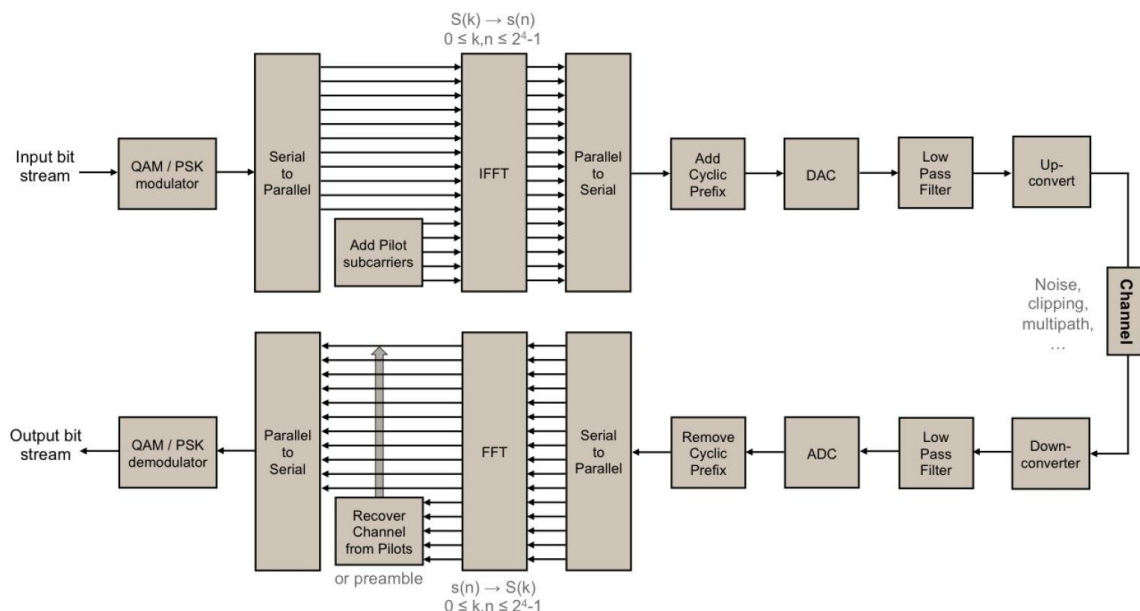 S(k) → s(n)
0 ≤ k,n ≤ 2⁴-1
Input bit
stream
QAM / PSK
modulator
Serial
to
Parallel
Add Pilot
subcarriers
IFFT
Parallel
to
Serial
Add
Cyclic
Prefix
DAC
Low
Pass
Filter
Up-
convert
Noise,
clipping,
multipath,
…
Channel
Output bit
stream
QAM / PSK
demodulator
Parallel
to
Serial
Recover
Channel
from Pilots
or preamble
FFT
Serial
to
Parallel
Remove
Cyclic
Prefix
ADC
Low
Pass
Filter
Down-
converter
s(n) → S(k)
0 ≤ k,n ≤ 2⁴-1